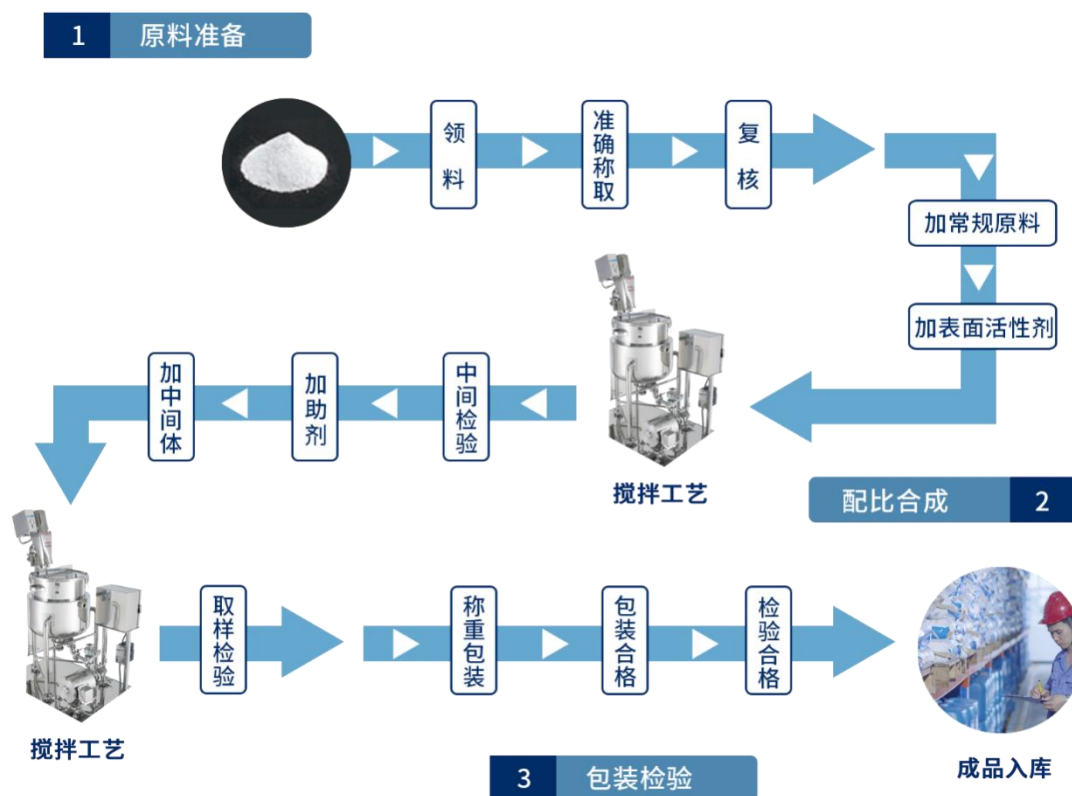 1 原料准备
领料
准确称取
复核
加常规原料
加表面活性剂
搅拌工艺
中间检验
加助剂
加中间体
配比合成 2
搅拌工艺
取样检验
称重包装
包装合格
检验合格
成品入库
3 包装检验